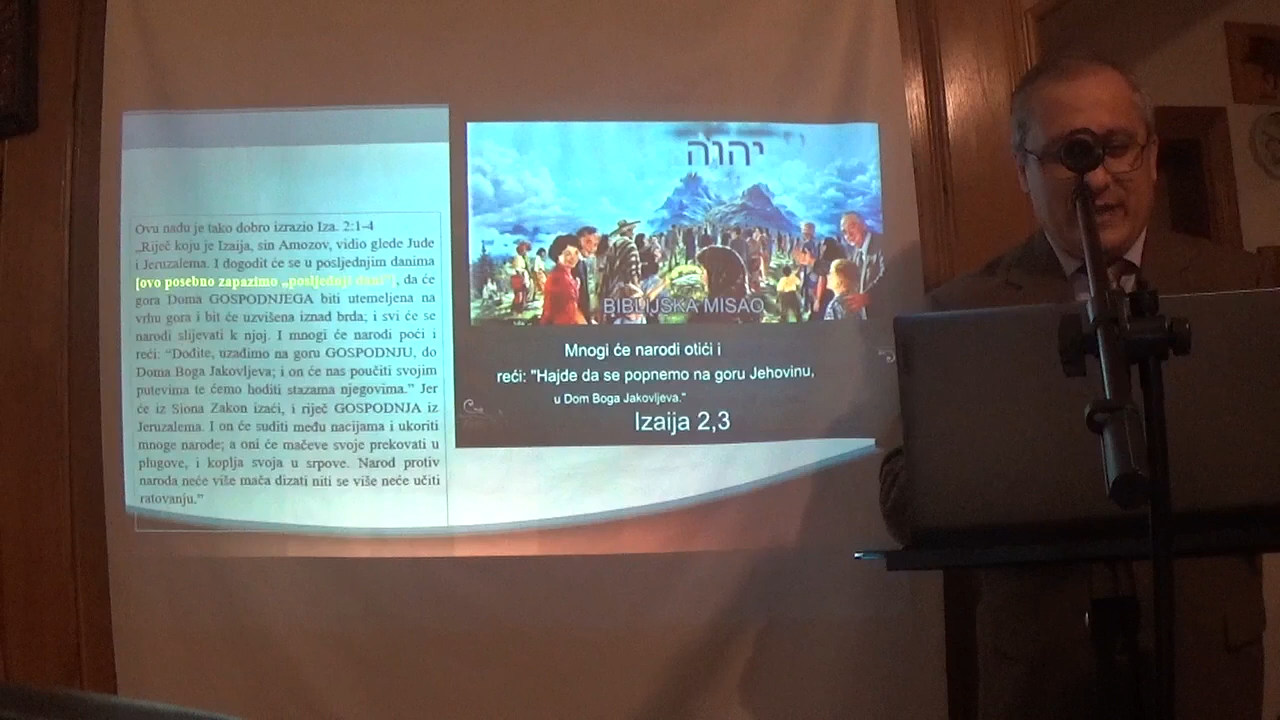 Ovu nadu je tako dobro izrazio Iza. 2:1-4
„Riječ koju je Izaija, sin Amozov, vidio glede Jude
i Jeruzalema. I dogodit će se u posljednjim danima
[ovo posebno zapazimo „posljednji dani”], da će
gora Doma GOSPODNJEGA biti utemeljena na
vrhu gora i bit će uzvišena iznad brda; i svi će se
narodi slijevati k njoj. I mnogi će narodi poći i
reći: “Dođite, uzađimo na goru GOSPODNJU, do
Doma Boga Jakovljeva; i on će nas poučiti svojim
putevima te ćemo hoditi stazama njegovima.” Jer
će iz Siona Zakon izaći, i riječ GOSPODNJA iz
Jeruzalema. I on će suditi među nacijama i ukoriti
mnoge narode; a oni će mačeve svoje prekovati u
plugove, i koplja svoja u srpove. Narod protiv
naroda neće više mača dizati niti se više neće učiti
ratovanju.”
יהוה
BIBLIJSKA MISAO
Mnogi će narodi otići i
reći: "Hajde da se popnemo na goru Jehovinu,
u Dom Boga Jakovljeva."
Izaija 2,3